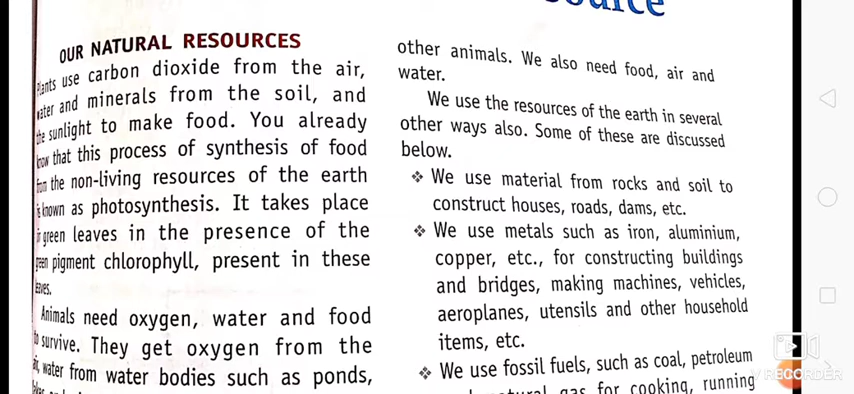 OUR NATURAL RESOURCES
Plants use carbon dioxide from the air,
water and minerals from the soil, and
the sunlight to make food. You already
know that this process of synthesis of food
from the non-living resources of the earth
is known as photosynthesis. It takes place
in green leaves in the presence of the
green pigment chlorophyll, present in these
leaves.
Animals need oxygen, water and food
to survive. They get oxygen from the
air, water from water bodies such as ponds,
other animals. We also need food, air and
water.
We use the resources of the earth in several
other ways also. Some of these are discussed
below.
❖ We use material from rocks and soil to
construct houses, roads, dams, etc.
❖ We use metals such as iron, aluminium,
copper, etc., for constructing buildings
and bridges, making machines, vehicles,
aeroplanes, utensils and other household
items, etc.
❖ We use fossil fuels, such as coal, petroleum
gas for cooking, running
V RECORDER